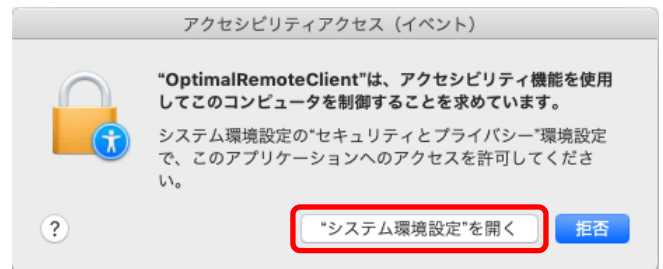 アクセシビリティアクセス（イベント）
“OptimalRemoteClient”は、アクセシビリティ機能を使用
してこのコンピュータを制御することを求めています。
システム環境設定の“セキュリティとプライバシー”環境設定
で、このアプリケーションへのアクセスを許可してくださ
い。
?
“システム環境設定”を開く
拒否